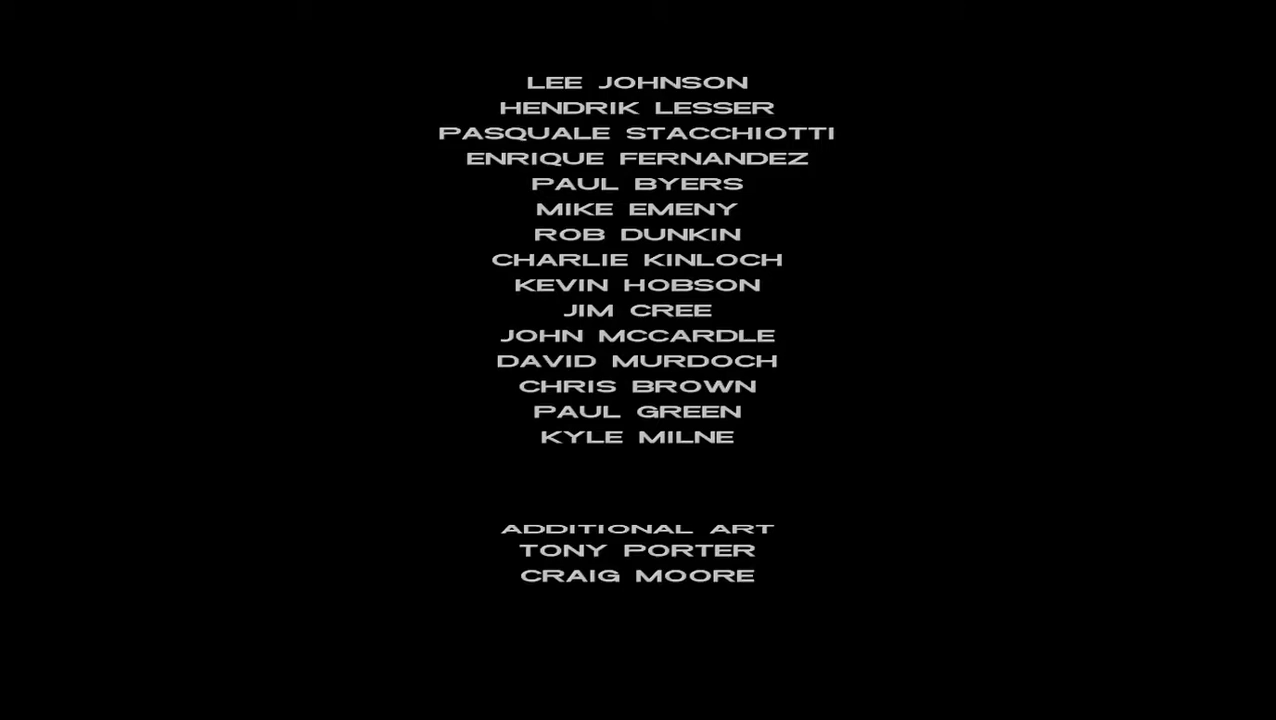 LEE JOHNSON
HENDRIK LESSER
PASQUALE STACCHIOTTI
ENRIQUE FERNANDEZ
PAUL BYERS
MIKE EMENY
ROB DUNKIN
CHARLIE KINLOCH
KEVIN HOBSON
JIM CREE
JOHN MCCARDLE
DAVID MURDOCH
CHRIS BROWN
PAUL GREEN
KYLE MILNE
ADDITIONAL ART
TONY PORTER
CRAIG MOORE